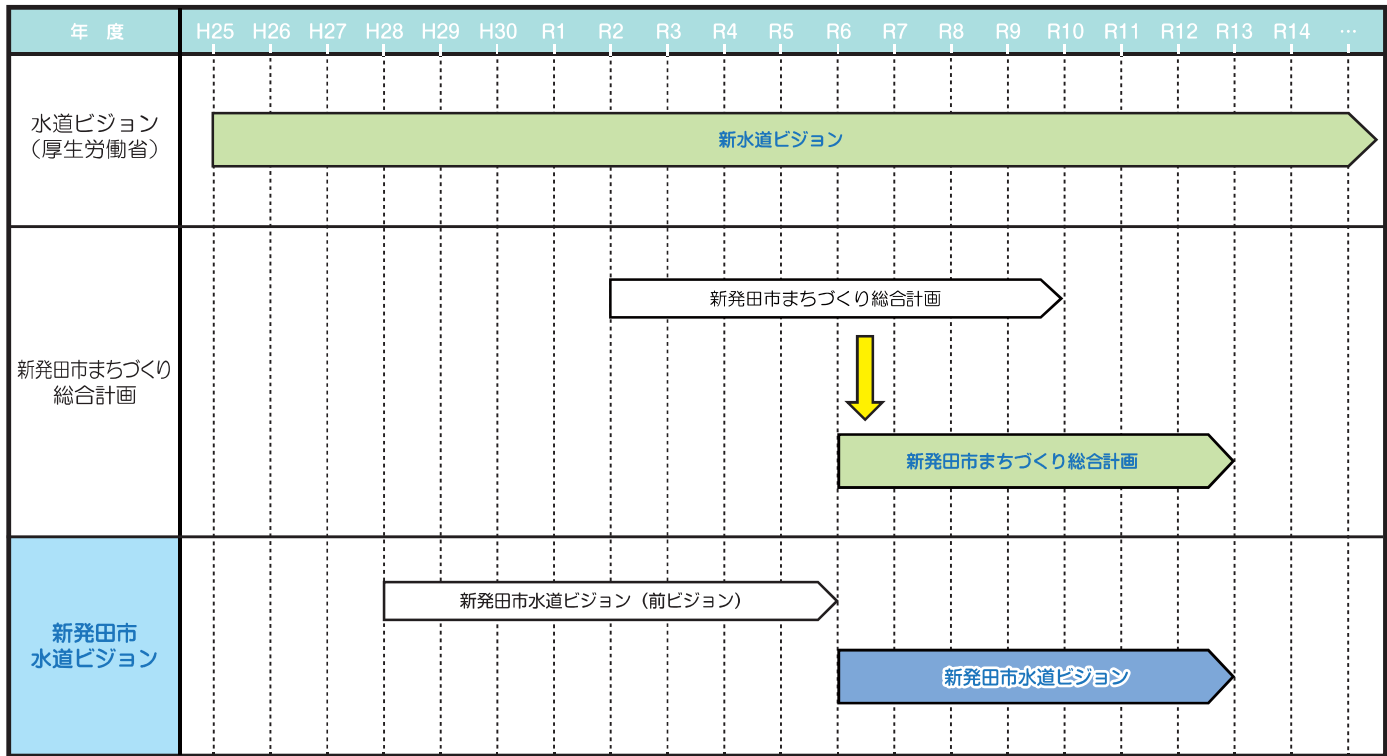 年 度 H25 H26 H27 H28 H29 H30 R1 R2 R3 R4 R5 R6 R7 R8 R9 R10 R11 R12 R13 R14 …
水道ビジョン
（厚生労働省）
新水道ビジョン
新発田市まちづくり
総合計画
新発田市まちづくり総合計画
新発田市まちづくり総合計画
新発田市
水道ビジョン
新発田市水道ビジョン（前ビジョン）
新発田市水道ビジョン